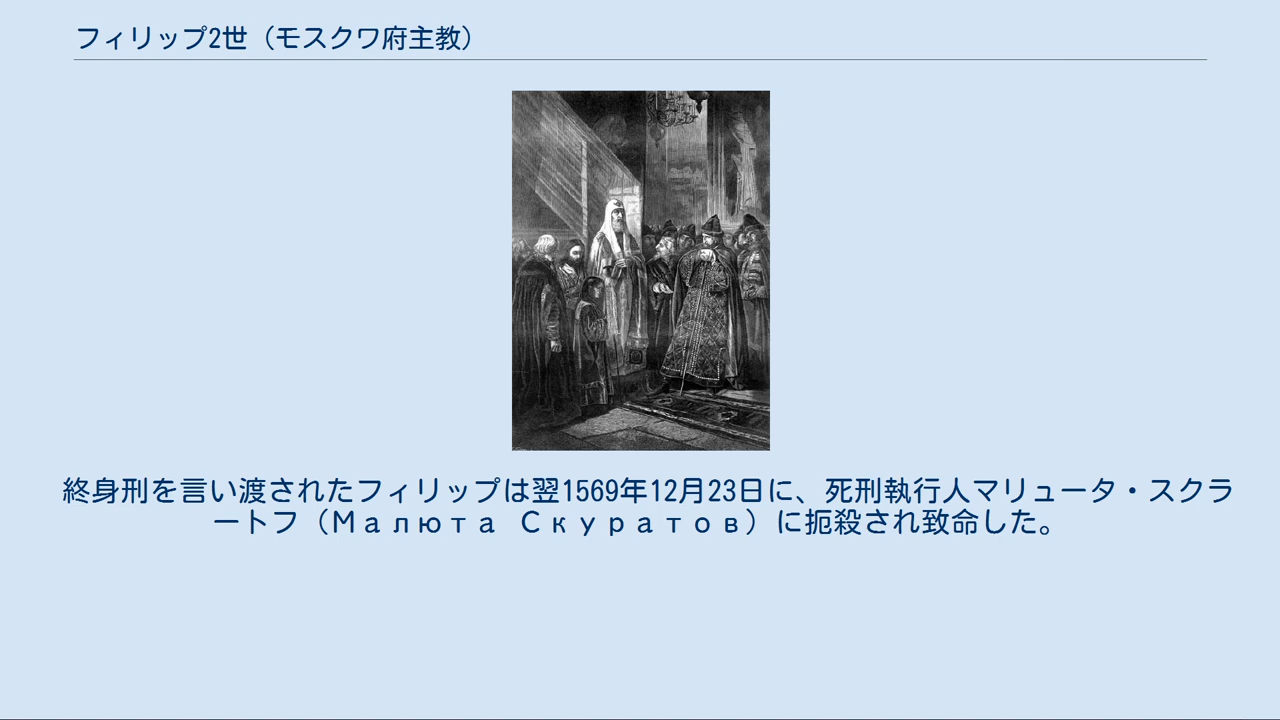 フィリップ2世（モスクワ府主教）
終身刑を言い渡されたフィリップは翌1569年12月23日に、死刑執行人マリュータ・スクラ
ートフ（Малюта Скуратов）に扼殺され致命した。